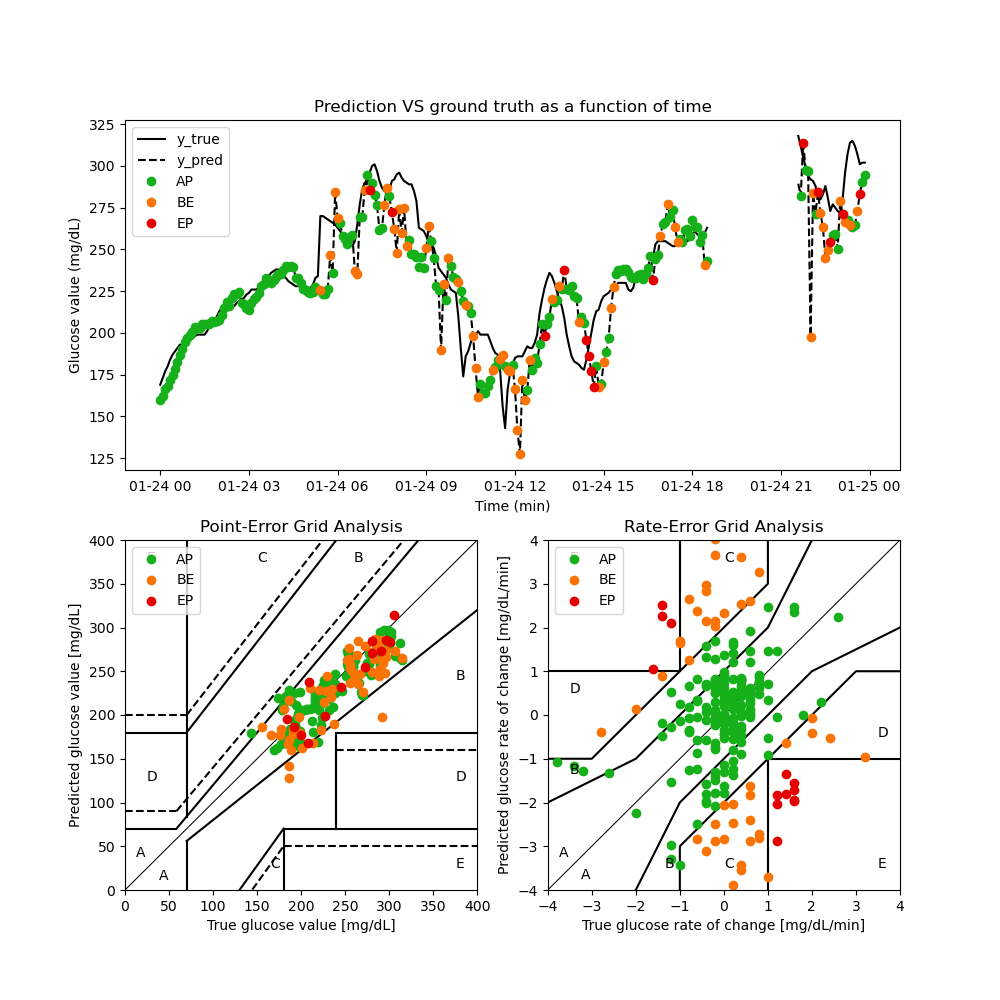 Prediction VS ground truth as a function of time
325
300
275
250
225
200
175
150
125
Glucose value (mg/dL)
y_true
y_pred
AP
BE
EP
01-24 00 01-24 03 01-24 06 01-24 09 01-24 12 01-24 15 01-24 18 01-24 21 01-25 00
Time (min)
Point-Error Grid Analysis
400
350
300
250
200
150
100
50
0
Predicted glucose value [mg/dL]
AP
BE
EP
C
B
B
D
D
A
A
C
E
0 50 100 150 200 250 300 350 400
True glucose value [mg/dL]
Rate-Error Grid Analysis
4
3
2
1
0
−1
−2
−3
−4
Predicted glucose rate of change [mg/dL/min]
AP
BE
EP
C
D
D
B
A
A
B
C
E
−4 −3 −2 −1 0 1 2 3 4
True glucose rate of change [mg/dL/min]